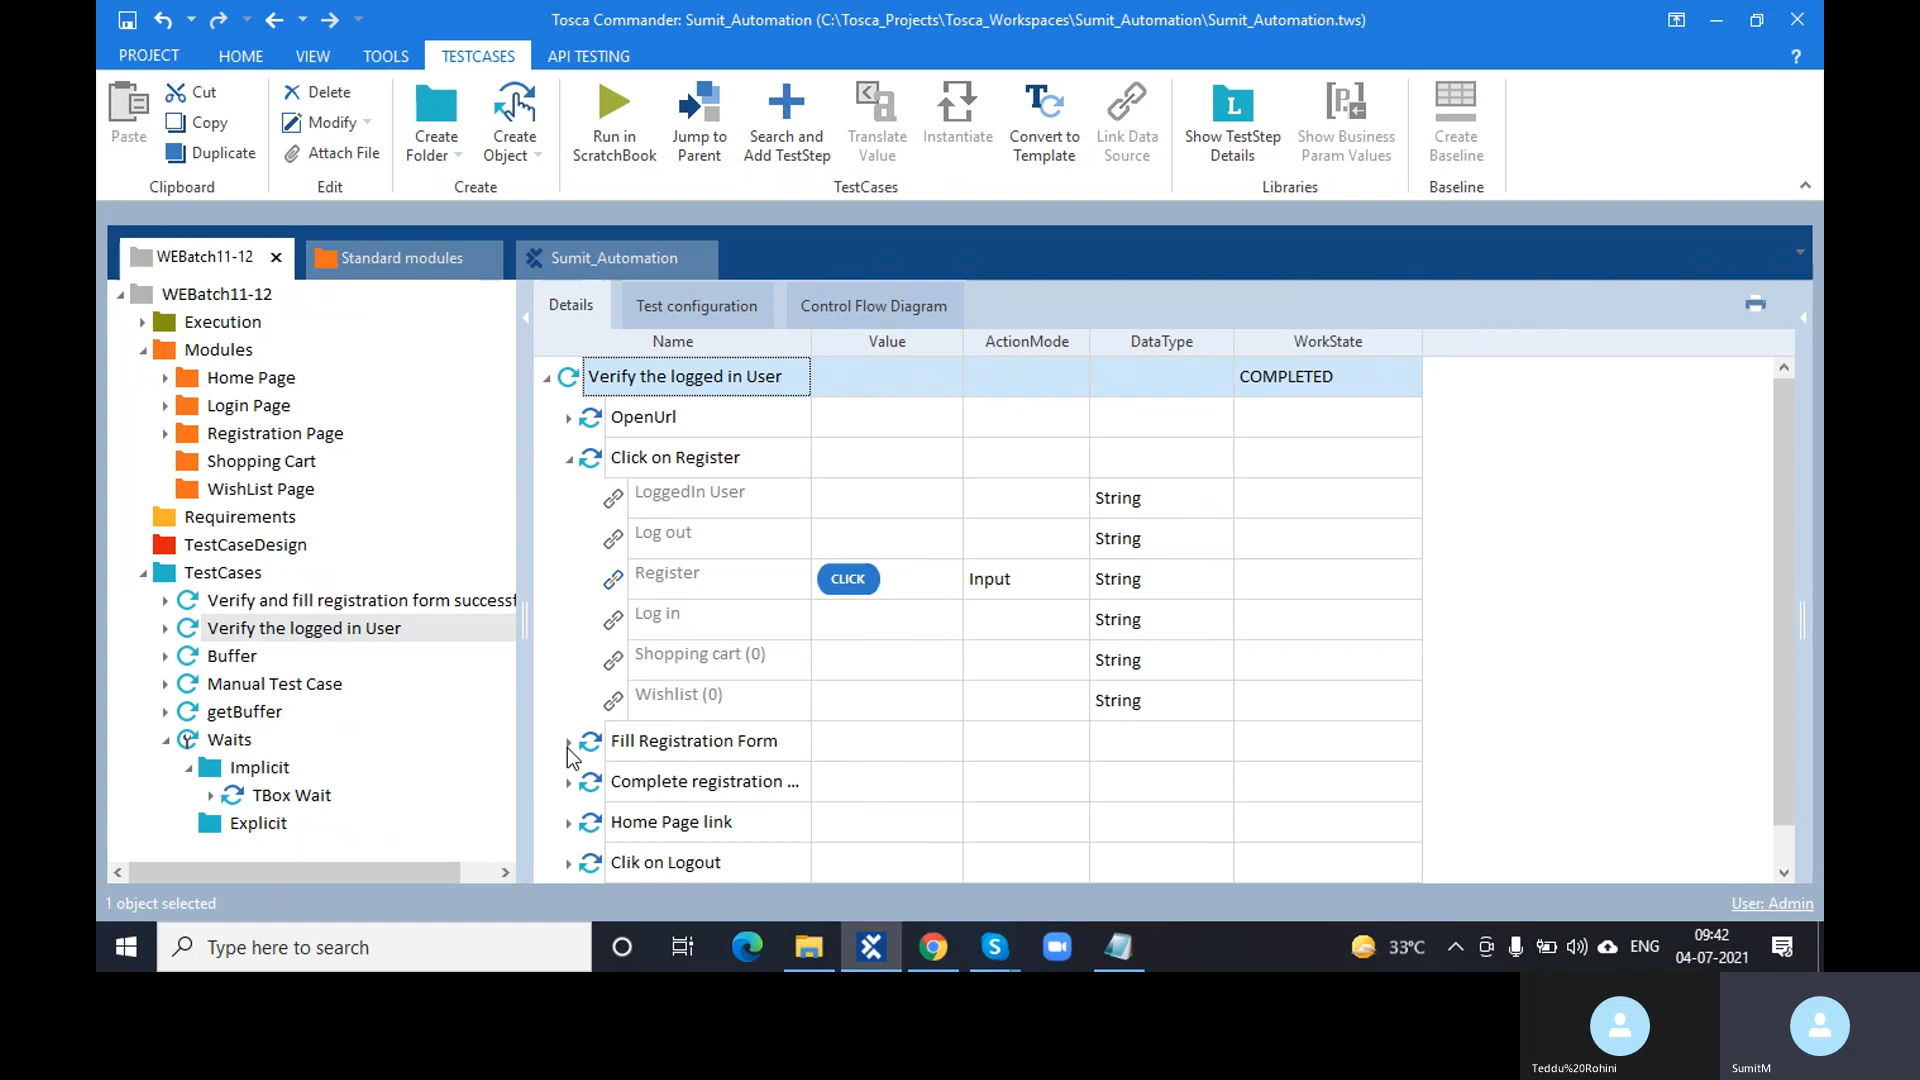 Tosca Commander: Sumit_Automation (C:\Tosca_Projects\Tosca_Workspaces\Sumit_Automation\Sumit_Automation.tws)
PROJECT HOME VIEW TOOLS TESTCASES API TESTING ?
Paste
Cut
Copy
Duplicate
Clipboard
Delete
Modify
Attach File
Edit
Create Folder
Create Object
Create
Run in ScratchBook
Jump to Parent
Search and Add TestStep
Translate Value
Instantiate
Convert to Template
Link Data Source
TestCases
Show TestStep Details
Show Business Param Values
Libraries
Create Baseline
Baseline
WEBatch11-12
Standard modules
Sumit_Automation
WEBatch11-12
Execution
Modules
Home Page
Login Page
Registration Page
Shopping Cart
WishList Page
Requirements
TestCaseDesign
TestCases
Verify and fill registration form successf
Verify the logged in User
Buffer
Manual Test Case
getBuffer
Waits
Implicit
TBox Wait
Explicit
Details Test configuration Control Flow Diagram
Name Value ActionMode DataType WorkState
Verify the logged in User COMPLETED
OpenUrl
Click on Register
LoggedIn User String
Log out String
Register CLICK Input String
Log in String
Shopping cart (0) String
Wishlist (0) String
Fill Registration Form
Complete registration ...
Home Page link
Clik on Logout
1 object selected
User: Admin
Type here to search
33°C
ENG
09:42
04-07-2021
Teddu%20Rohini
SumitM